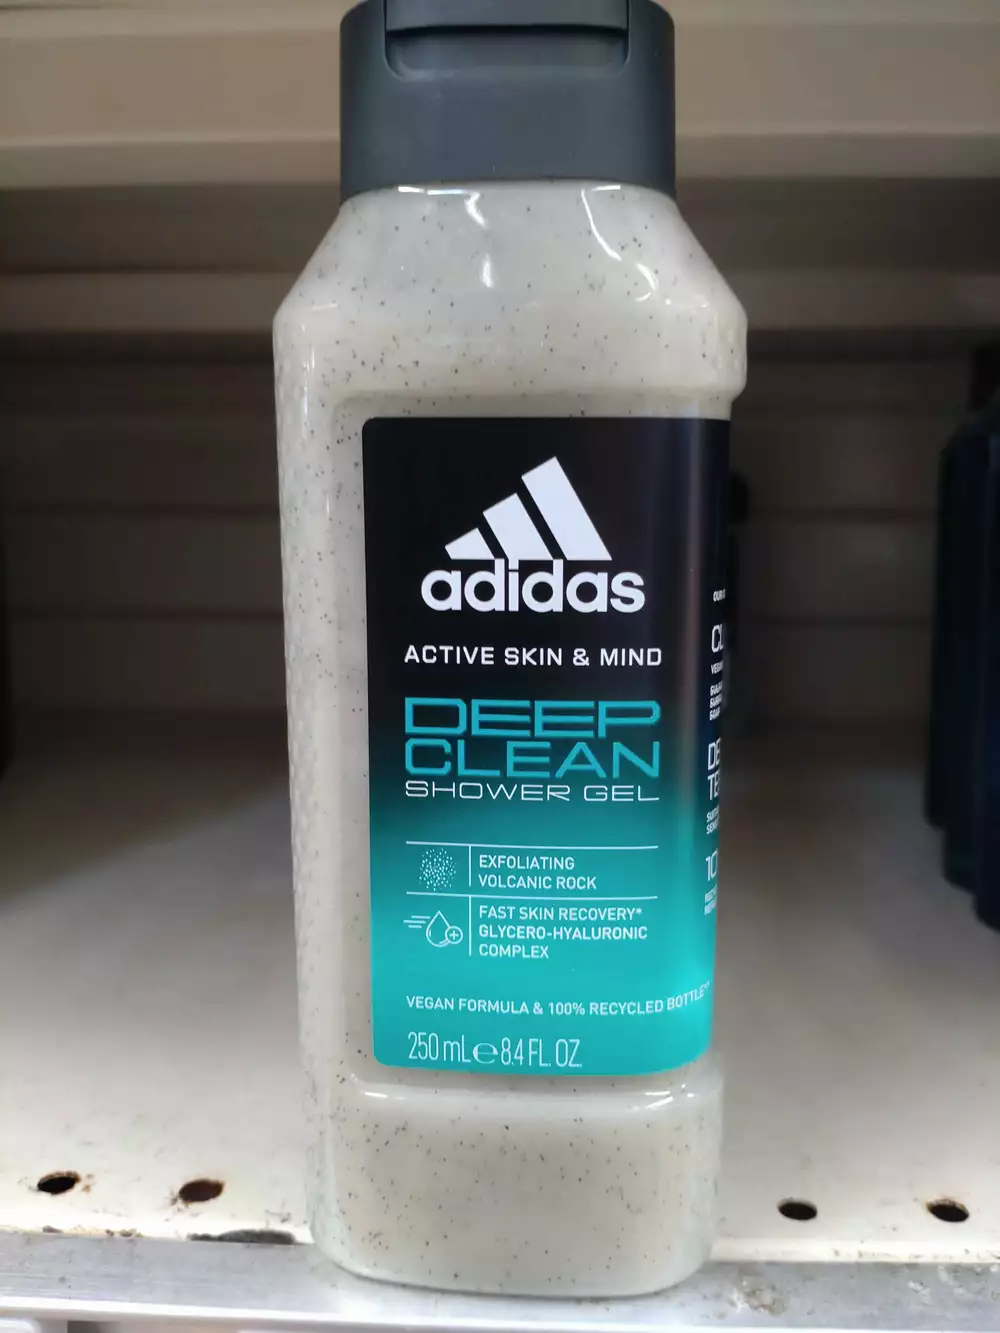 adidas
ACTIVE SKIN & MIND
DEEP
CLEAN
SHOWER GEL
EXFOLIATING
VOLCANIC ROCK
FAST SKIN RECOVERY*
GLYCERO-HYALURONIC
COMPLEX
VEGAN FORMULA & 100% RECYCLED BOTTLE**
250 mL e 8.4 FL. OZ.